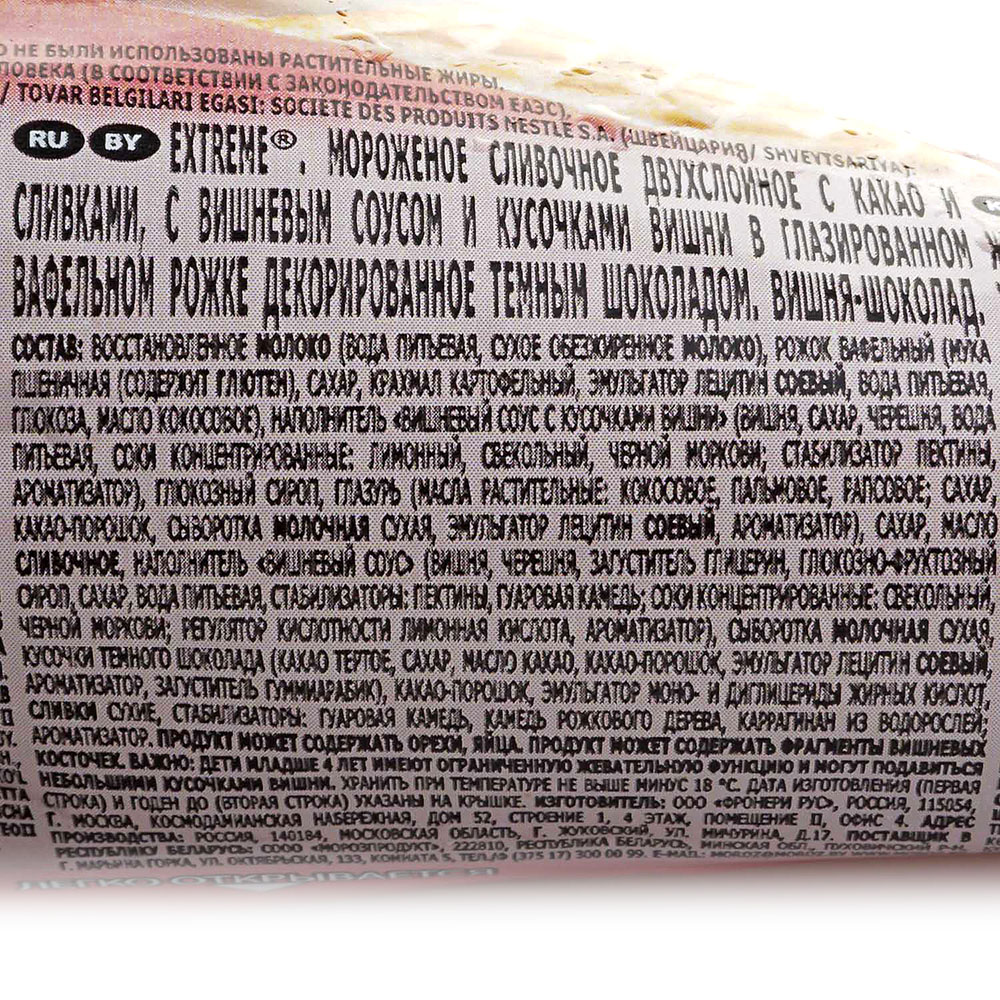 НЕ БЫЛИ ИСПОЛЬЗОВАНЫ РАСТИТЕЛЬНЫЕ ЖИРЫ.
ЛОВЕКА (В СООТВЕТСТВИИ С ЗАКОНОДАТЕЛЬСТВОМ ЕАЭС),
/ TOVAR BELGILARI EGASI: SOCIETE DES PRODUITS NESTLE S.A. (ШВЕЙЦАРИЯ/ SHVEYTSARIYA).
RU BY EXTREME®. МОРОЖЕНОЕ СЛИВОЧНОЕ ДВУХСЛОЙНОЕ С КАКАО И
СЛИВКАМИ, С ВИШНЕВЫМ СОУСОМ И КУСОЧКАМИ ВИШНИ В ГЛАЗИРОВАННОМ
ВАФЕЛЬНОМ РОЖКЕ ДЕКОРИРОВАННОЕ ТЕМНЫМ ШОКОЛАДОМ. ВИШНЯ-ШОКОЛАД.
СОСТАВ: ВОССТАНОВЛЕННОЕ МОЛОКО (ВОДА ПИТЬЕВАЯ, СУХОЕ ОБЕЗЖИРЕННОЕ МОЛОКО), РОЖОК ВАФЕЛЬНЫЙ (МУКА
ПШЕНИЧНАЯ (СОДЕРЖИТ ГЛЮТЕН), САХАР, КРАХМАЛ КАРТОФЕЛЬНЫЙ, ЭМУЛЬГАТОР ЛЕЦИТИН СОЕВЫЙ, ВОДА ПИТЬЕВАЯ,
ГЛЮКОЗА, МАСЛО КОКОСОВОЕ), НАПОЛНИТЕЛЬ «ВИШНЕВЫЙ СОУС С КУСОЧКАМИ ВИШНИ» (ВИШНЯ, САХАР, ЧЕРЕШНЯ, ВОДА
ПИТЬЕВАЯ, СОКИ КОНЦЕНТРИРОВАННЫЕ: ЛИМОННЫЙ, СВЕКОЛЬНЫЙ, ЧЕРНОЙ МОРКОВИ; СТАБИЛИЗАТОР ПЕКТИНЫ,
АРОМАТИЗАТОР), ГЛЮКОЗНЫЙ СИРОП, ГЛАЗУРЬ (МАСЛА РАСТИТЕЛЬНЫЕ: КОКОСОВОЕ, ПАЛЬМОВОЕ, РАПСОВОЕ; САХАР,
КАКАО-ПОРОШОК, СЫВОРОТКА МОЛОЧНАЯ СУХАЯ, ЭМУЛЬГАТОР ЛЕЦИТИН СОЕВЫЙ, АРОМАТИЗАТОР), САХАР, МАСЛО
СЛИВОЧНОЕ, НАПОЛНИТЕЛЬ «ВИШНЕВЫЙ СОУС» (ВИШНЯ, ЧЕРЕШНЯ, ЗАГУСТИТЕЛЬ ГЛИЦЕРИН, ГЛЮКОЗНО-ФРУКТОЗНЫЙ
СИРОП, САХАР, ВОДА ПИТЬЕВАЯ, СТАБИЛИЗАТОРЫ: ПЕКТИНЫ, ГУАРОВАЯ КАМЕДЬ; СОКИ КОНЦЕНТРИРОВАННЫЕ: СВЕКОЛЬНЫЙ,
ЧЕРНОЙ МОРКОВИ; РЕГУЛЯТОР КИСЛОТНОСТИ ЛИМОННАЯ КИСЛОТА, АРОМАТИЗАТОР), СЫВОРОТКА МОЛОЧНАЯ СУХАЯ,
КУСОЧКИ ТЕМНОГО ШОКОЛАДА (КАКАО ТЕРТОЕ, САХАР, МАСЛО КАКАО, КАКАО-ПОРОШОК, ЭМУЛЬГАТОР ЛЕЦИТИН СОЕВЫЙ,
АРОМАТИЗАТОР, ЗАГУСТИТЕЛЬ ГУММИАРАБИК), КАКАО-ПОРОШОК, ЭМУЛЬГАТОР МОНО- И ДИГЛИЦЕРИДЫ ЖИРНЫХ КИСЛОТ,
СЛИВКИ СУХИЕ, СТАБИЛИЗАТОРЫ: ГУАРОВАЯ КАМЕДЬ, КАМЕДЬ РОЖКОВОГО ДЕРЕВА, КАРРАГИНАН ИЗ ВОДОРОСЛЕЙ;
АРОМАТИЗАТОР. ПРОДУКТ МОЖЕТ СОДЕРЖАТЬ ОРЕХИ, ЯЙЦА. ПРОДУКТ МОЖЕТ СОДЕРЖАТЬ ФРАГМЕНТЫ ВИШНЕВЫХ
КОСТОЧЕК. ВАЖНО: ДЕТИ МЛАДШЕ 4 ЛЕТ ИМЕЮТ ОГРАНИЧЕННУЮ ЖЕВАТЕЛЬНУЮ ФУНКЦИЮ И МОГУТ ПОДАВИТЬСЯ
НЕБОЛЬШИМИ КУСОЧКАМИ ВИШНИ. ХРАНИТЬ ПРИ ТЕМПЕРАТУРЕ НЕ ВЫШЕ МИНУС 18 °С. ДАТА ИЗГОТОВЛЕНИЯ (ПЕРВАЯ
СТРОКА) И ГОДЕН ДО (ВТОРАЯ СТРОКА) УКАЗАНЫ НА КРЫШКЕ. ИЗГОТОВИТЕЛЬ: ООО «ФРОНЕРИ РУС», РОССИЯ, 115054,
Г. МОСКВА, КОСМОДАМИАНСКАЯ НАБЕРЕЖНАЯ, ДОМ 52, СТРОЕНИЕ 1, 4 ЭТАЖ, ПОМЕЩЕНИЕ П, ОФИС 4. АДРЕС
ПРОИЗВОДСТВА: РОССИЯ, 140184, МОСКОВСКАЯ ОБЛАСТЬ, Г. ЖУКОВСКИЙ, УЛ. МИЧУРИНА, Д.17. ПОСТАВЩИК В
РЕСПУБЛИКУ БЕЛАРУСЬ: СООО «МОРОЗПРОДУКТ», 222810, РЕСПУБЛИКА БЕЛАРУСЬ, МИНСКАЯ ОБЛ., ПУХОВИЧСКИЙ Р-Н,
Г. МАРЬИНА ГОРКА, УЛ. ОКТЯБРЬСКАЯ, 133, КОМНАТА 5, ТЕЛ./Ф (375 17) 300 00 99. E-MAIL:
ЛЕГКО ОТКРЫВАЕТСЯ